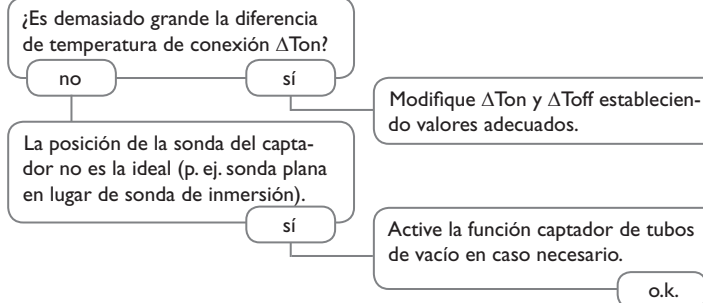 ¿Es demasiado grande la diferencia
de temperatura de conexión ΔTon?
no
sí
Modifique ΔTon y ΔToff establecien-
do valores adecuados.
La posición de la sonda del capta-
dor no es la ideal (p. ej. sonda plana
en lugar de sonda de inmersión).
sí
Active la función captador de tubos
de vacío en caso necesario.
o.k.